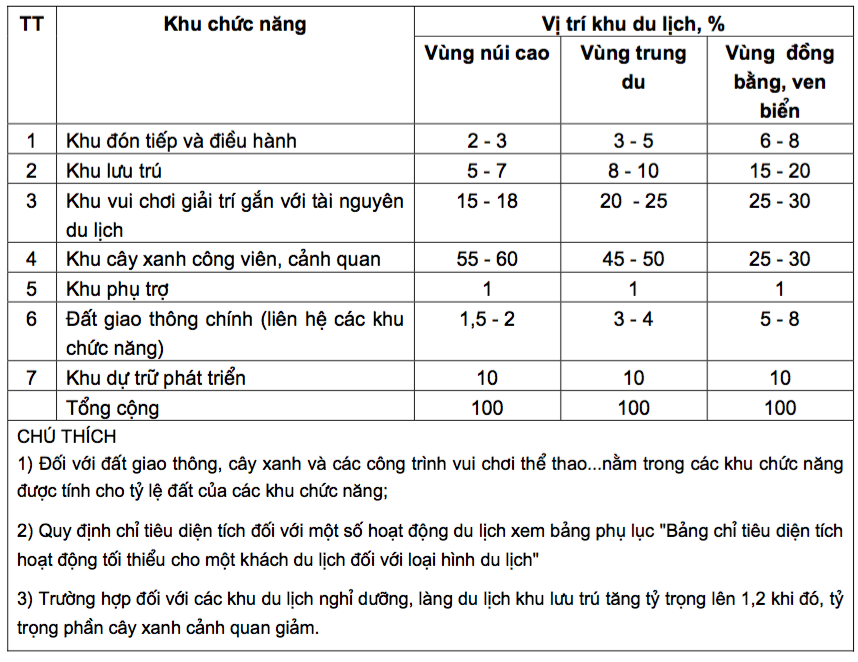 TT Khu chức năng Vị trí khu du lịch, %
Vùng núi cao Vùng trung du Vùng đồng bằng, ven biển
1 Khu đón tiếp và điều hành 2 - 3 3 - 5 6 - 8
2 Khu lưu trú 5 - 7 8 - 10 15 - 20
3 Khu vui chơi giải trí gắn với tài nguyên 15 - 18 20 - 25 25 - 30
du lịch
4 Khu cây xanh công viên, cảnh quan 55 - 60 45 - 50 25 - 30
5 Khu phụ trợ 1 1 1
6 Đất giao thông chính (liên hệ các khu 1,5 - 2 3 - 4 5 - 8
chức năng)
7 Khu dự trữ phát triển 10 10 10
Tổng cộng 100 100 100
CHÚ THÍCH
1) Đối với đất giao thông, cây xanh và các công trình vui chơi thể thao...nằm trong các khu chức năng
được tính cho tỷ lệ đất của các khu chức năng;
2) Quy định chỉ tiêu diện tích đối với một số hoạt động du lịch xem bảng phụ lục "Bảng chỉ tiêu diện tích
hoạt động tối thiểu cho một khách du lịch đối với loại hình du lịch"
3) Trường hợp đối với các khu du lịch nghỉ dưỡng, làng du lịch khu lưu trú tăng tỷ trọng lên 1,2 khi đó, tỷ
trọng phần cây xanh cảnh quan giảm.